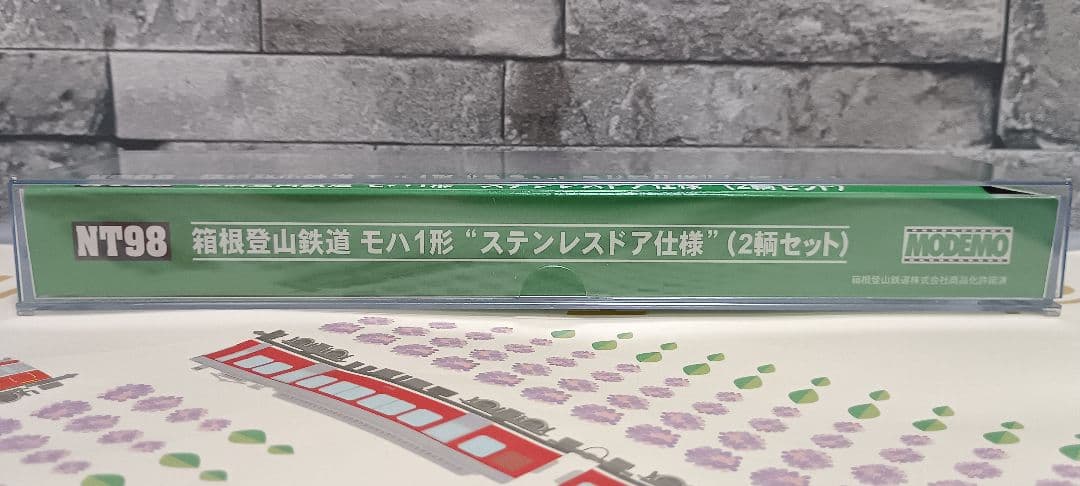 NT98 箱根登山鉄道 モハ1形 “ステンレスドア仕様”(2輌セット) MODEMO
箱根登山鉄道株式会社商品化許諾済